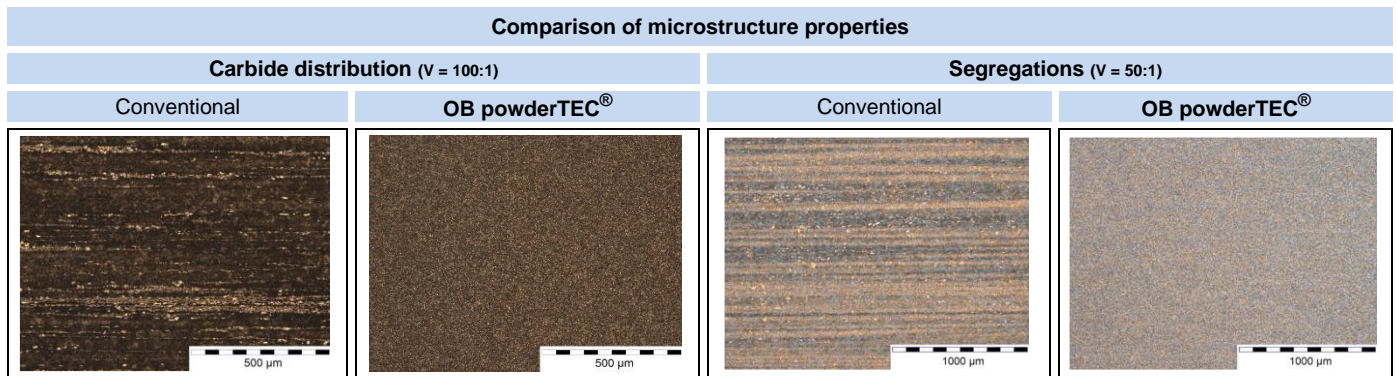 Comparison of microstructure properties
Carbide distribution (V = 100:1)
Segregations (V = 50:1)
Conventional
OB powderTEC®
Conventional
OB powderTEC®
500 µm
500 µm
1000 µm
1000 µm